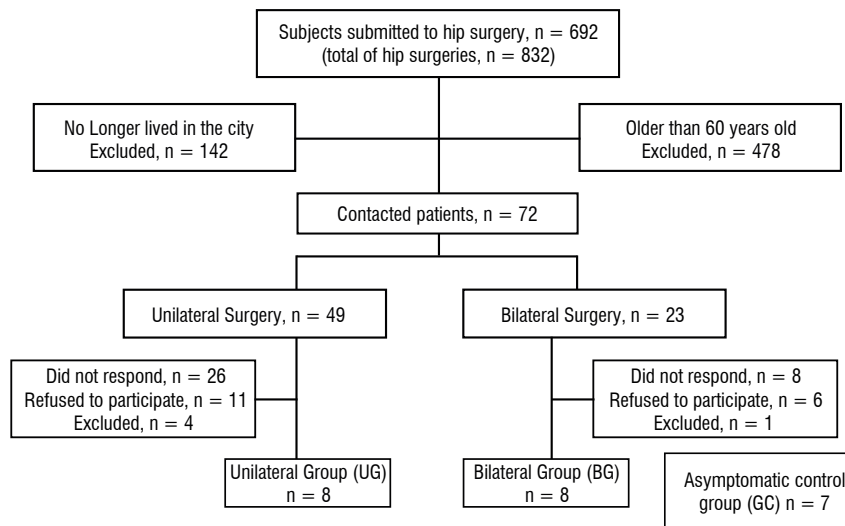 Subjects submitted to hip surgery, n = 692
(total of hip surgeries, n = 832)
No Longer lived in the city
Excluded, n = 142
Older than 60 years old
Excluded, n = 478
Contacted patients, n = 72
Unilateral Surgery, n = 49
Bilateral Surgery, n = 23
Did not respond, n = 26
Refused to participate, n = 11
Excluded, n = 4
Did not respond, n = 8
Refused to participate, n = 6
Excluded, n = 1
Unilateral Group (UG)
n = 8
Bilateral Group (BG)
n = 8
Asymptomatic control
group (GC) n = 7